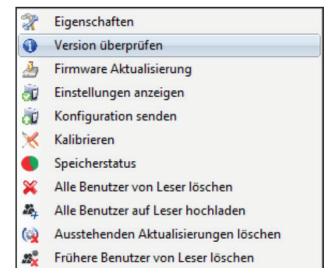 Eigenschaften
Version überprüfen
Firmware Aktualisierung
Einstellungen anzeigen
Konfiguration senden
Kalibrieren
Speicherstatus
Alle Benutzer von Leser löschen
Alle Benutzer auf Leser hochladen
Ausstehenden Aktualisierungen löschen
Frühere Benutzer von Leser löschen